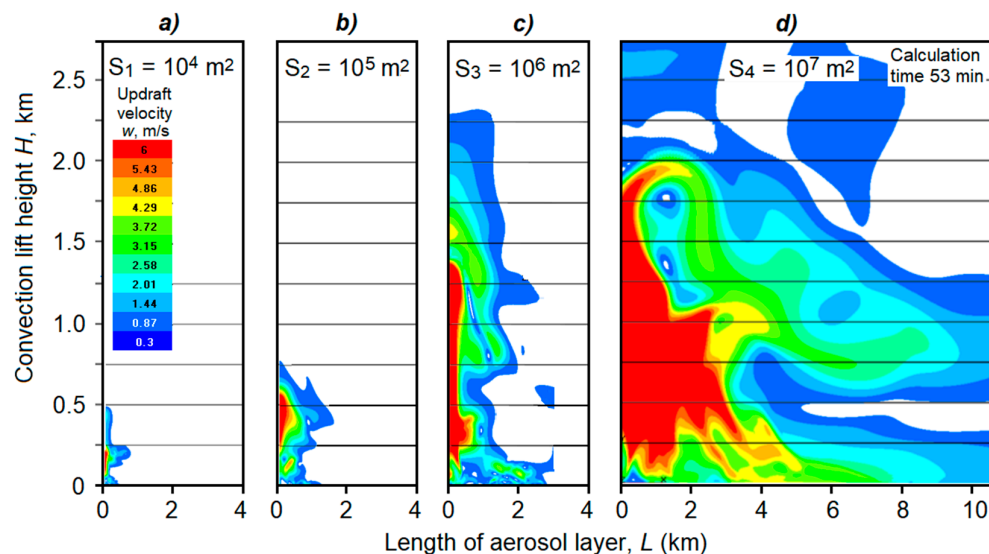 a)
b)
c)
d)
S₁ = 10⁴ m²
S₂ = 10⁵ m²
S₃ = 10⁶ m²
S₄ = 10⁷ m²
Calculation
time 53 min
Updraft
velocity
w, m/s
6
5.43
4.86
4.29
3.72
3.15
2.58
2.01
1.44
0.87
0.3
Convection lift height H, km
2.5
2.0
1.5
1.0
0.5
0
0 2 4
0 2 4
0 2 4
0 2 4 6 8 10
Length of aerosol layer, L (km)